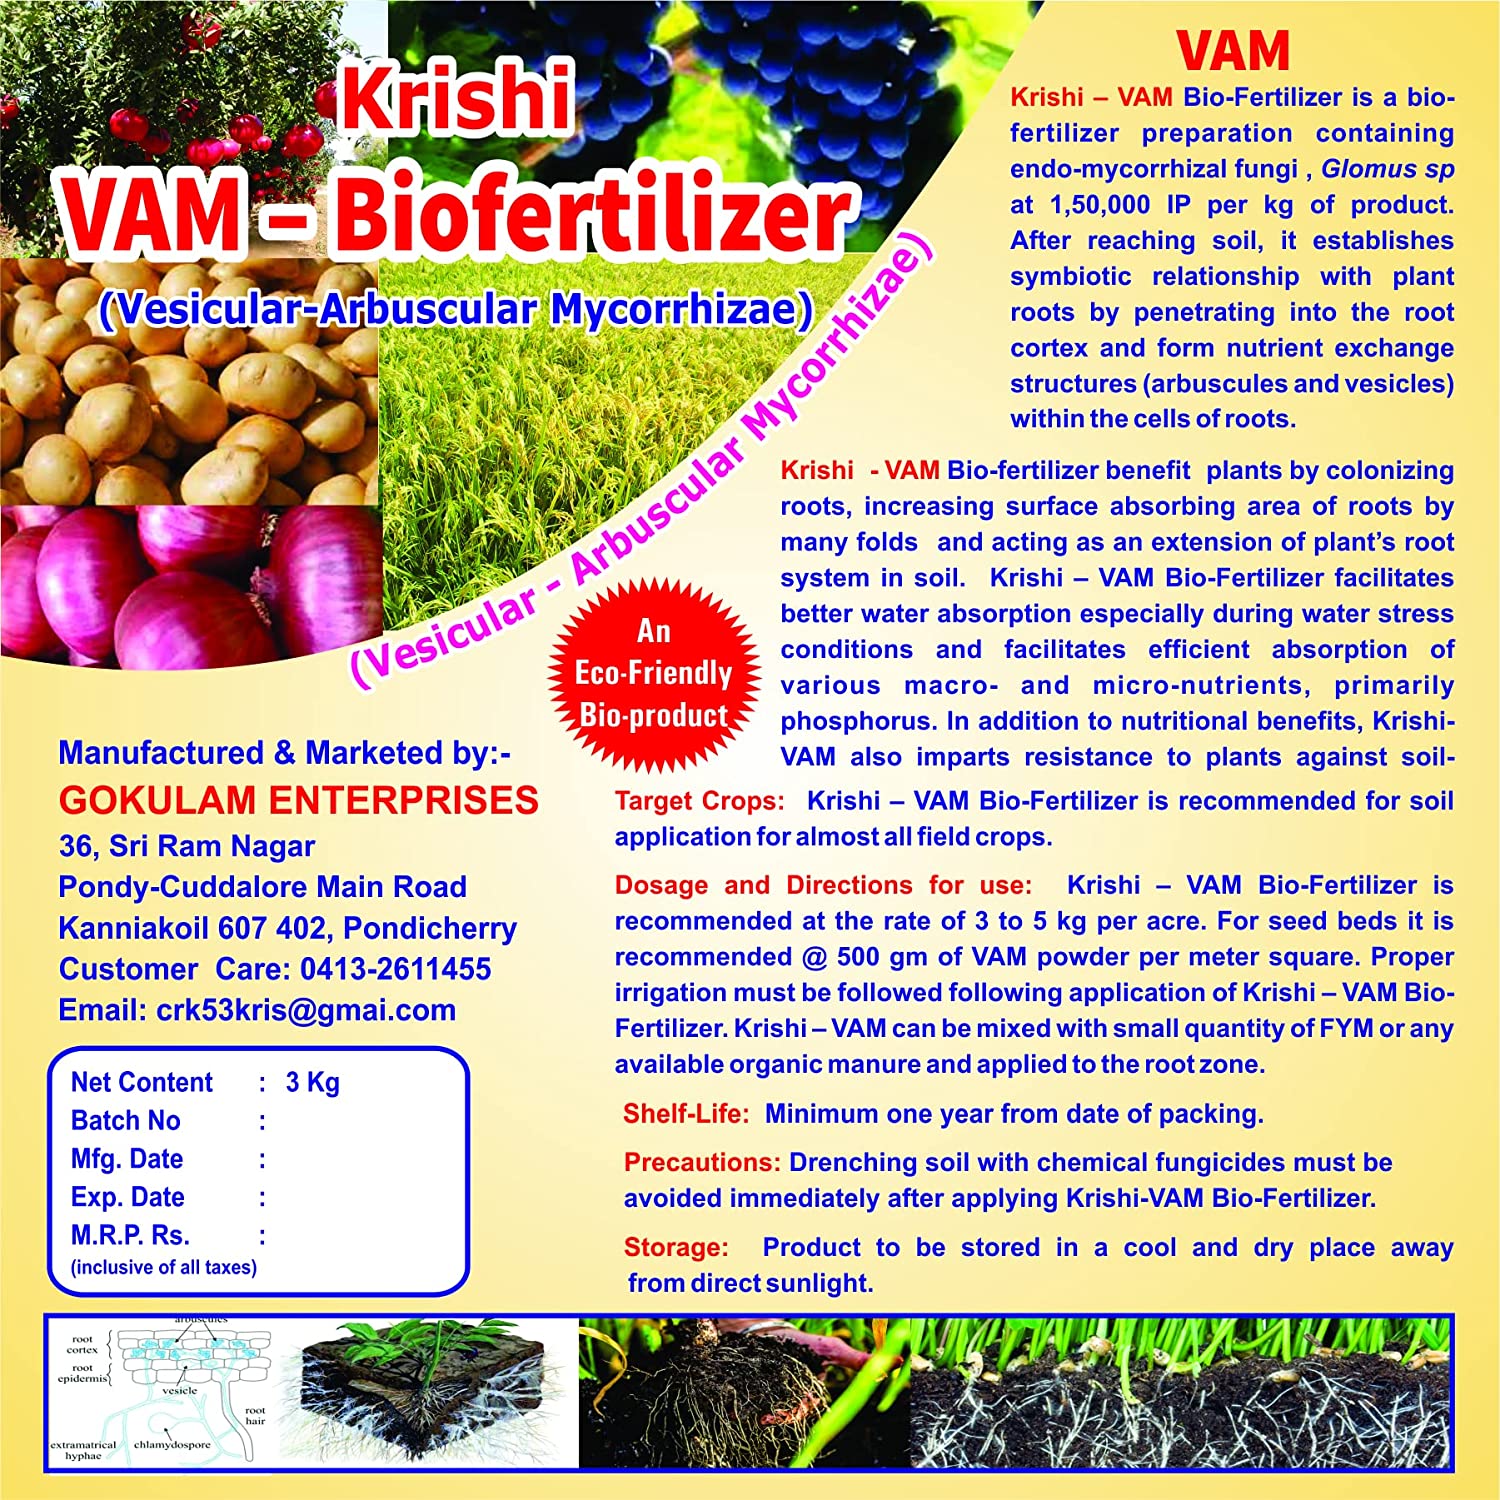 Krishi
VAM – Biofertilizer
(Vesicular-Arbuscular Mycorrhizae)
(Vesicular - Arbuscular Mycorrhizae)
An
Eco-Friendly
Bio-product
VAM
Krishi – VAM Bio-Fertilizer is a bio-
fertilizer preparation containing
endo-mycorrhizal fungi , Glomus sp
at 1,50,000 IP per kg of product.
After reaching soil, it establishes
symbiotic relationship with plant
roots by penetrating into the root
cortex and form nutrient exchange
structures (arbuscules and vesicles)
within the cells of roots.
Krishi - VAM Bio-fertilizer benefit plants by colonizing
roots, increasing surface absorbing area of roots by
many folds and acting as an extension of plant's root
system in soil. Krishi – VAM Bio-Fertilizer facilitates
better water absorption especially during water stress
conditions and facilitates efficient absorption of
various macro- and micro-nutrients, primarily
phosphorus. In addition to nutritional benefits, Krishi-
VAM also imparts resistance to plants against soil-
Target Crops: Krishi – VAM Bio-Fertilizer is recommended for soil
application for almost all field crops.
Dosage and Directions for use: Krishi – VAM Bio-Fertilizer is
recommended at the rate of 3 to 5 kg per acre. For seed beds it is
recommended @ 500 gm of VAM powder per meter square. Proper
irrigation must be followed following application of Krishi – VAM Bio-
Fertilizer. Krishi – VAM can be mixed with small quantity of FYM or any
available organic manure and applied to the root zone.
Shelf-Life: Minimum one year from date of packing.
Precautions: Drenching soil with chemical fungicides must be
avoided immediately after applying Krishi-VAM Bio-Fertilizer.
Storage: Product to be stored in a cool and dry place away
from direct sunlight.
Manufactured & Marketed by:-
GOKULAM ENTERPRISES
36, Sri Ram Nagar
Pondy-Cuddalore Main Road
Kanniakoil 607 402, Pondicherry
Customer Care: 0413-2611455
Email: crk53kris@gmai.com
Net Content : 3 Kg
Batch No :
Mfg. Date :
Exp. Date :
M.R.P. Rs. :
(inclusive of all taxes)
arbuscules
root
cortex
root
epidermis
vesicle
root
hair
extramatrical
hyphae
chlamydospore